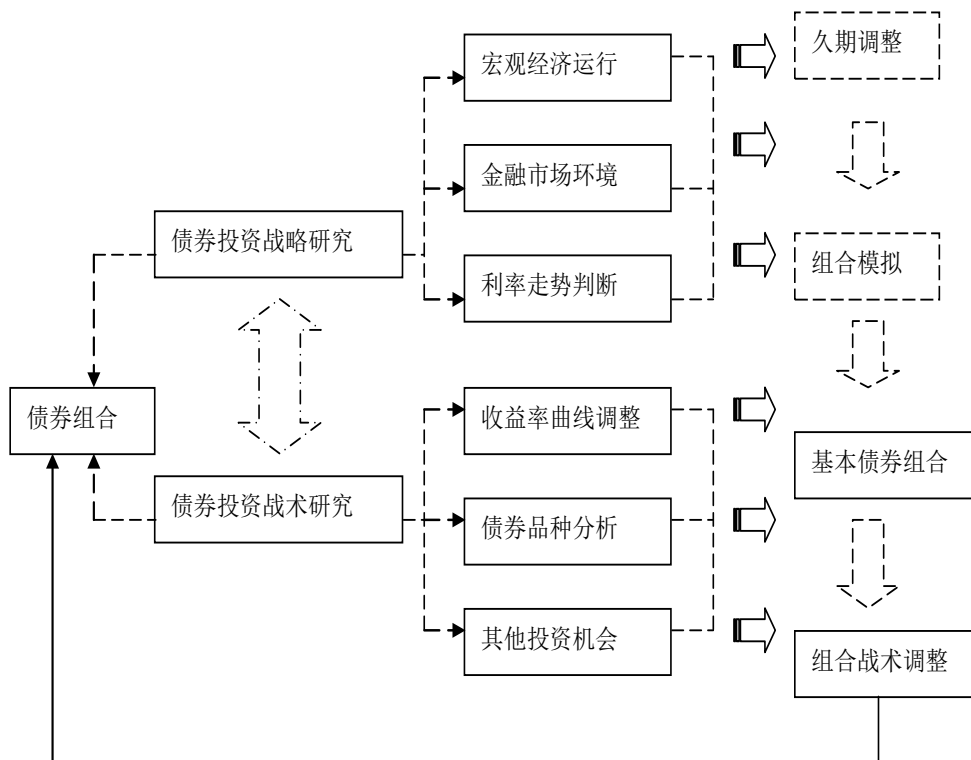 宏观经济运行
久期调整
金融市场环境
债券投资战略研究
组合模拟
利率走势判断
债券组合
收益率曲线调整
基本债券组合
债券投资战术研究
债券品种分析
其他投资机会
组合战术调整